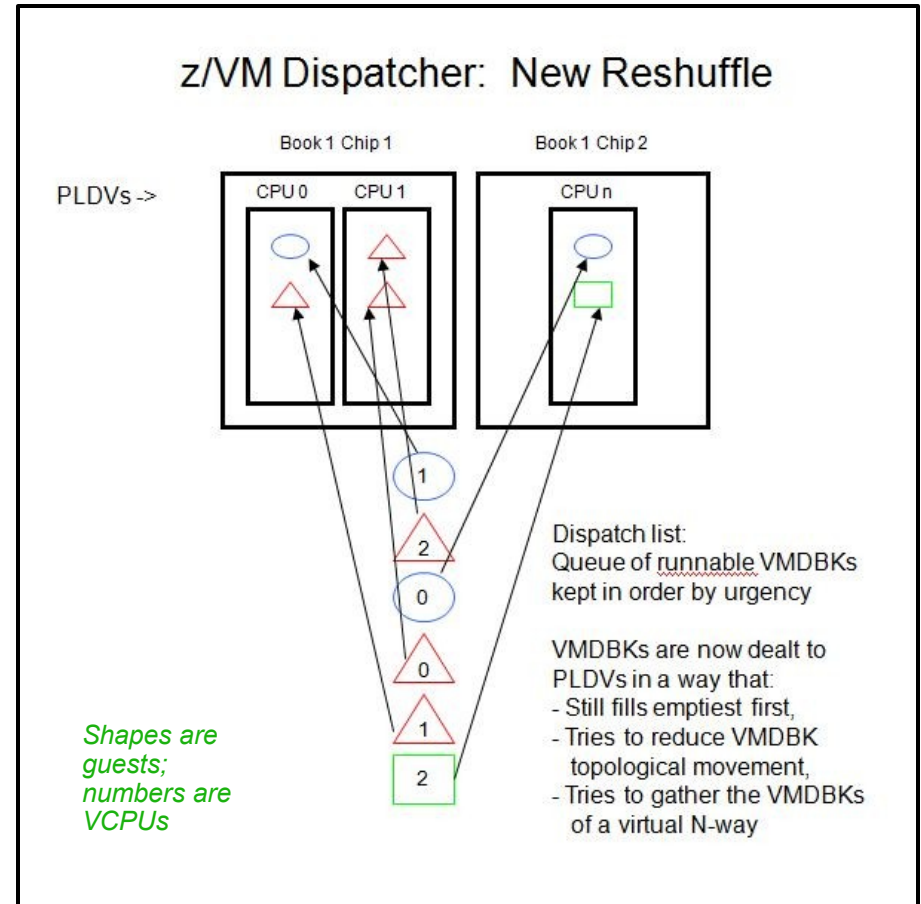 z/VM Dispatcher: New Reshuffle
Book 1 Chip 1
Book 1 Chip 2
PLDVs ->
CPU 0
CPU 1
CPU n
1
2
0
0
1
2
Dispatch list:
Queue of runnable VMDBKs
kept in order by urgency
VMDBKs are now dealt to
PLDVs in a way that:
- Still fills emptiest first,
- Tries to reduce VMDBK
topological movement,
- Tries to gather the VMDBKs
of a virtual N-way
Shapes are
guests;
numbers are
VCPUs